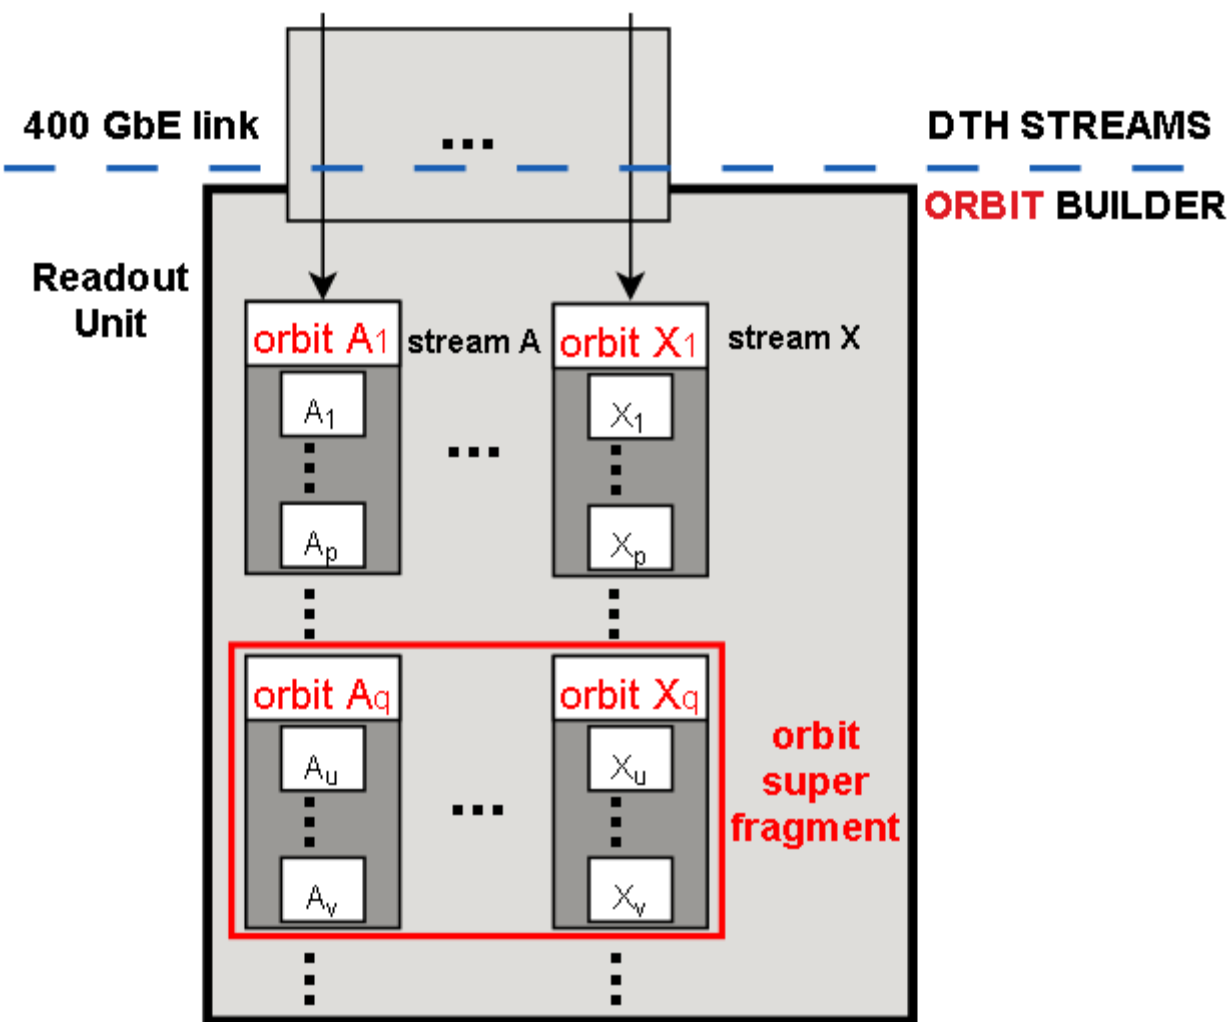 400 GbE link
...
DTH STREAMS
ORBIT BUILDER
Readout
Unit
orbit A1
stream A
orbit X1
stream X
A1
X1
...
Ap
Xp
orbit Aq
orbit Xq
orbit
super
fragment
Au
Xu
...
Av
Xv